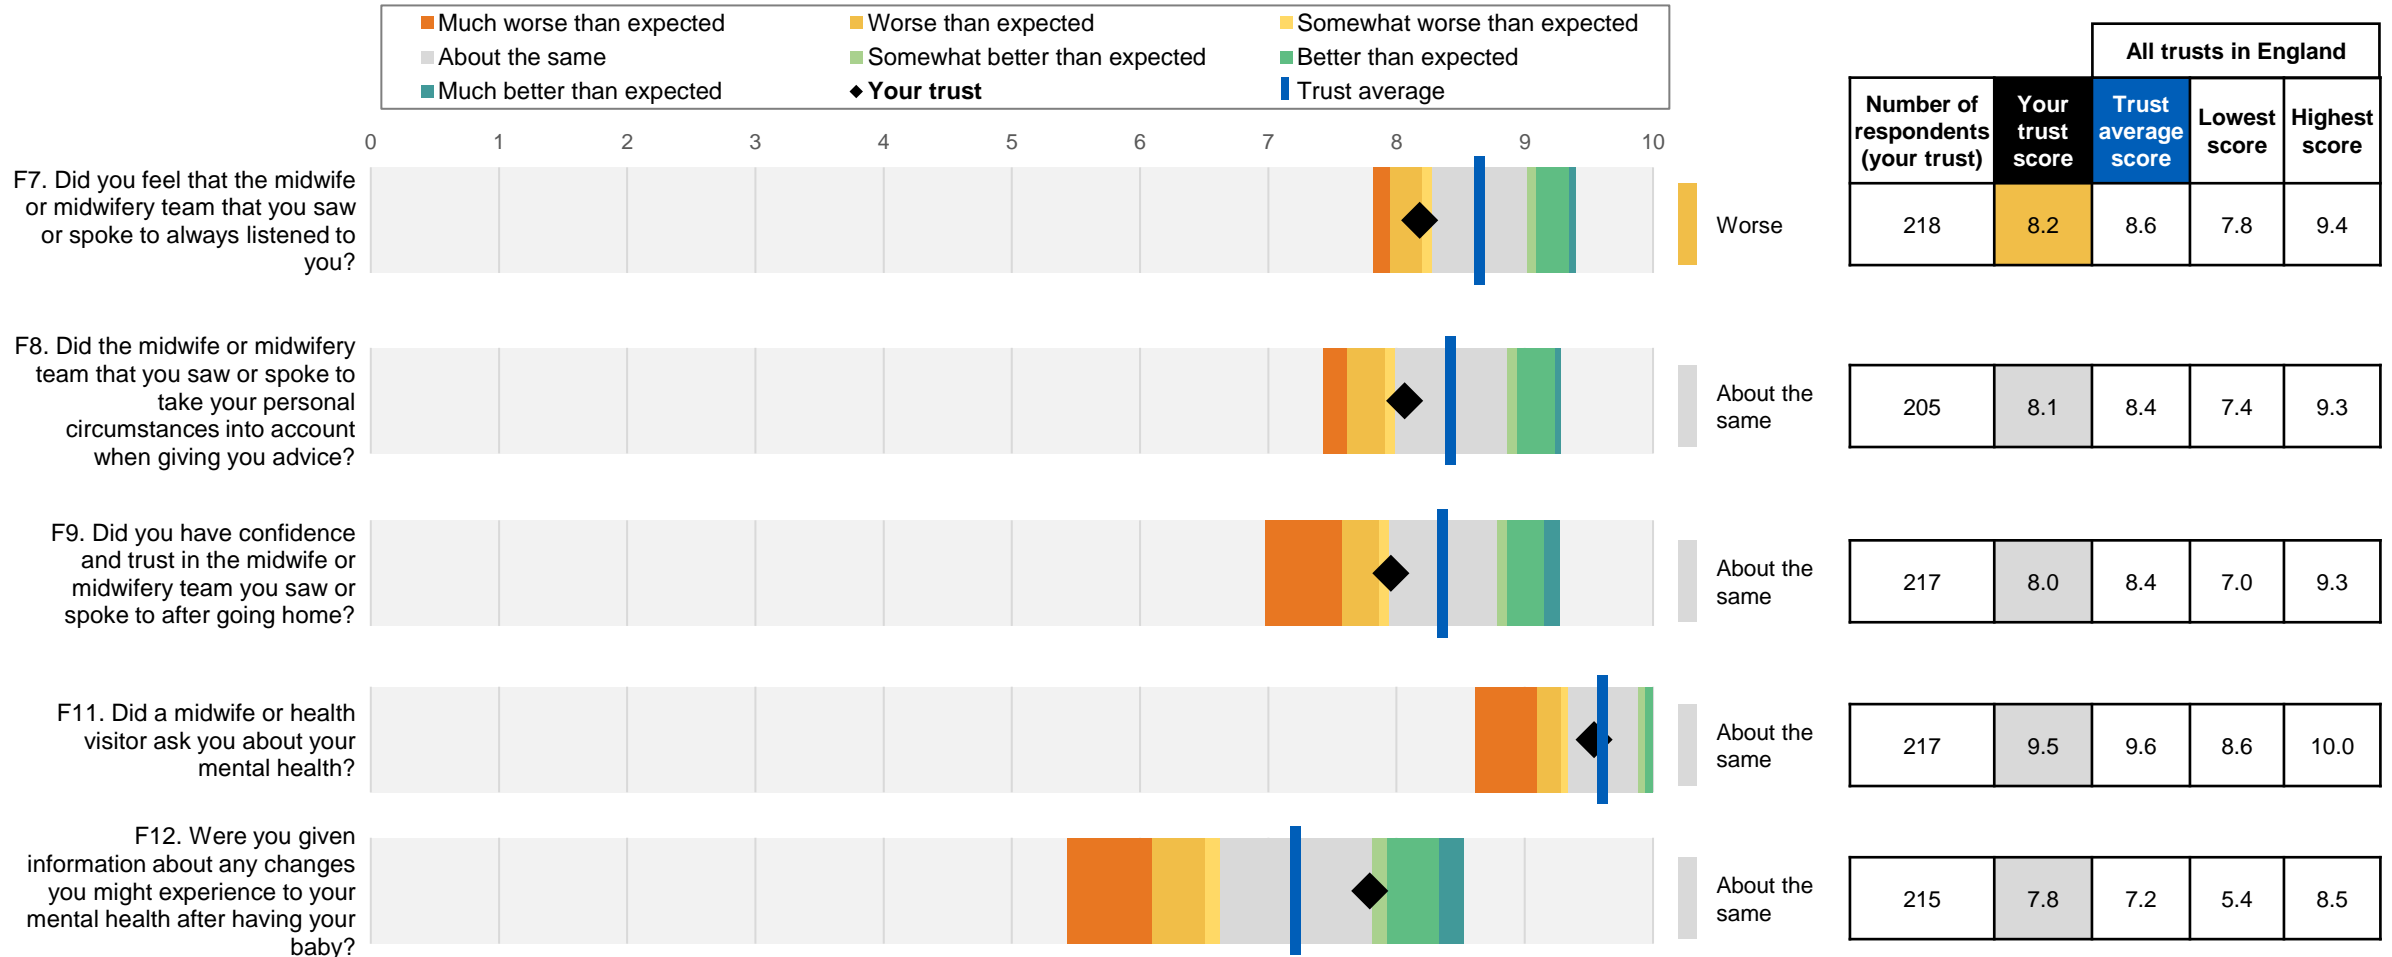 Much worse than expected
Worse than expected
Somewhat worse than expected
About the same
Somewhat better than expected
Better than expected
Much better than expected
Your trust
Trust average
All trusts in England
Number of
respondents
(your trust)
Your
trust
score
Trust
average
score
Lowest
score
Highest
score
0 1 2 3 4 5 6 7 8 9 10
F7. Did you feel that the midwife
or midwifery team that you saw
or spoke to always listened to
you?
Worse
218 8.2 8.6 7.8 9.4
F8. Did the midwife or midwifery
team that you saw or spoke to
take your personal
circumstances into account
when giving you advice?
About the
same
205 8.1 8.4 7.4 9.3
F9. Did you have confidence
and trust in the midwife or
midwifery team you saw or
spoke to after going home?
About the
same
217 8.0 8.4 7.0 9.3
F11. Did a midwife or health
visitor ask you about your
mental health?
About the
same
217 9.5 9.6 8.6 10.0
F12. Were you given
information about any changes
you might experience to your
mental health after having your
baby?
About the
same
215 7.8 7.2 5.4 8.5